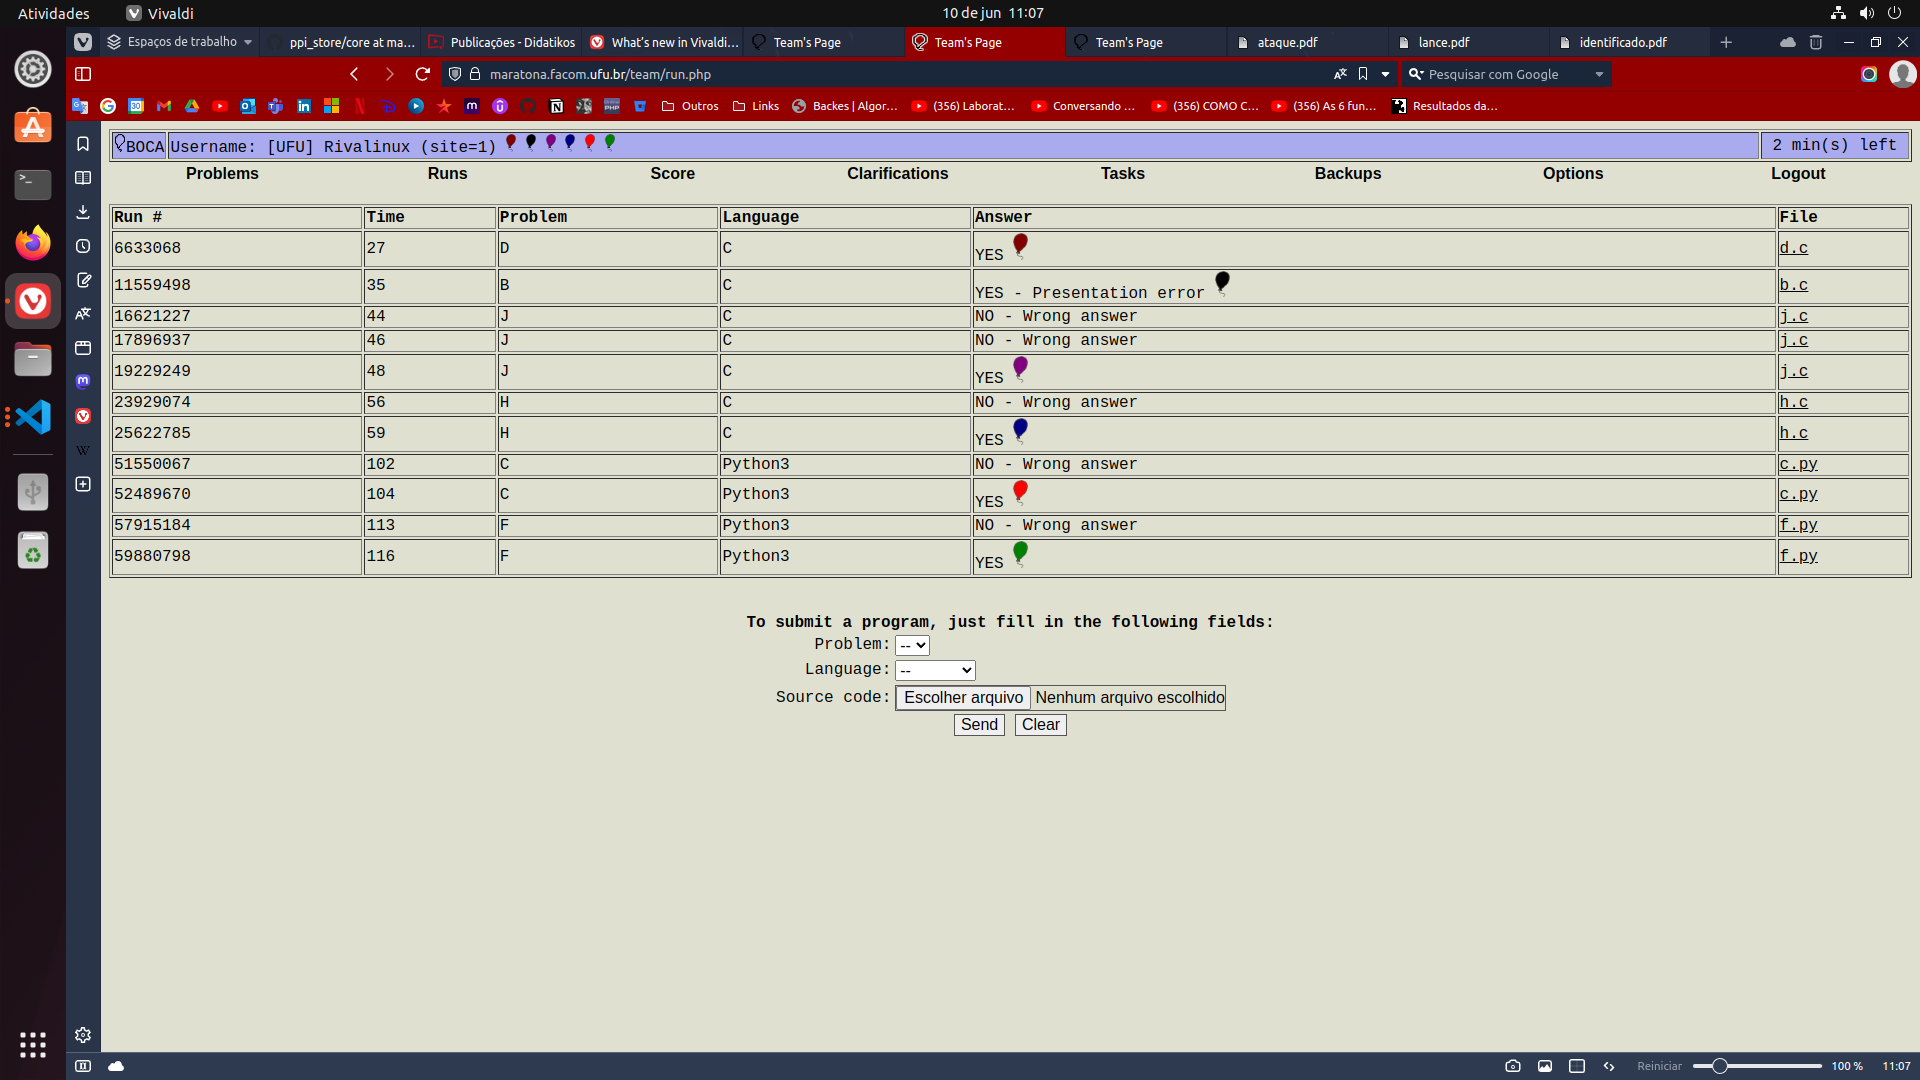 Atividades Vivaldi 10 de jun 11:07
Espaços de trabalho ppi_store/core at ma... Publicações - Didatikos What's new in Vivaldi... Team's Page Team's Page Team's Page ataque.pdf lance.pdf identificado.pdf
maratona.facom.ufu.br/team/run.php Pesquisar com Google
Outros Links Backes | Algor... (356) Laborat... Conversando ... (356) COMO C... (356) As 6 fun... Resultados da...
BOCA Username: [UFU] Rivalinux (site=1) 2 min(s) left
Problems Runs Score Clarifications Tasks Backups Options Logout
Run # Time Problem Language Answer File
6633068 27 D C YES d.c
11559498 35 B C YES - Presentation error b.c
16621227 44 J C NO - Wrong answer j.c
17896937 46 J C NO - Wrong answer j.c
19229249 48 J C YES j.c
23929074 56 H C NO - Wrong answer h.c
25622785 59 H C YES h.c
51550067 102 C Python3 NO - Wrong answer c.py
52489670 104 C Python3 YES c.py
57915184 113 F Python3 NO - Wrong answer f.py
59880798 116 F Python3 YES f.py
To submit a program, just fill in the following fields:
Problem: --
Language: --
Source code: Escolher arquivo Nenhum arquivo escolhido
Send Clear
Reiniciar 100 % 11:07